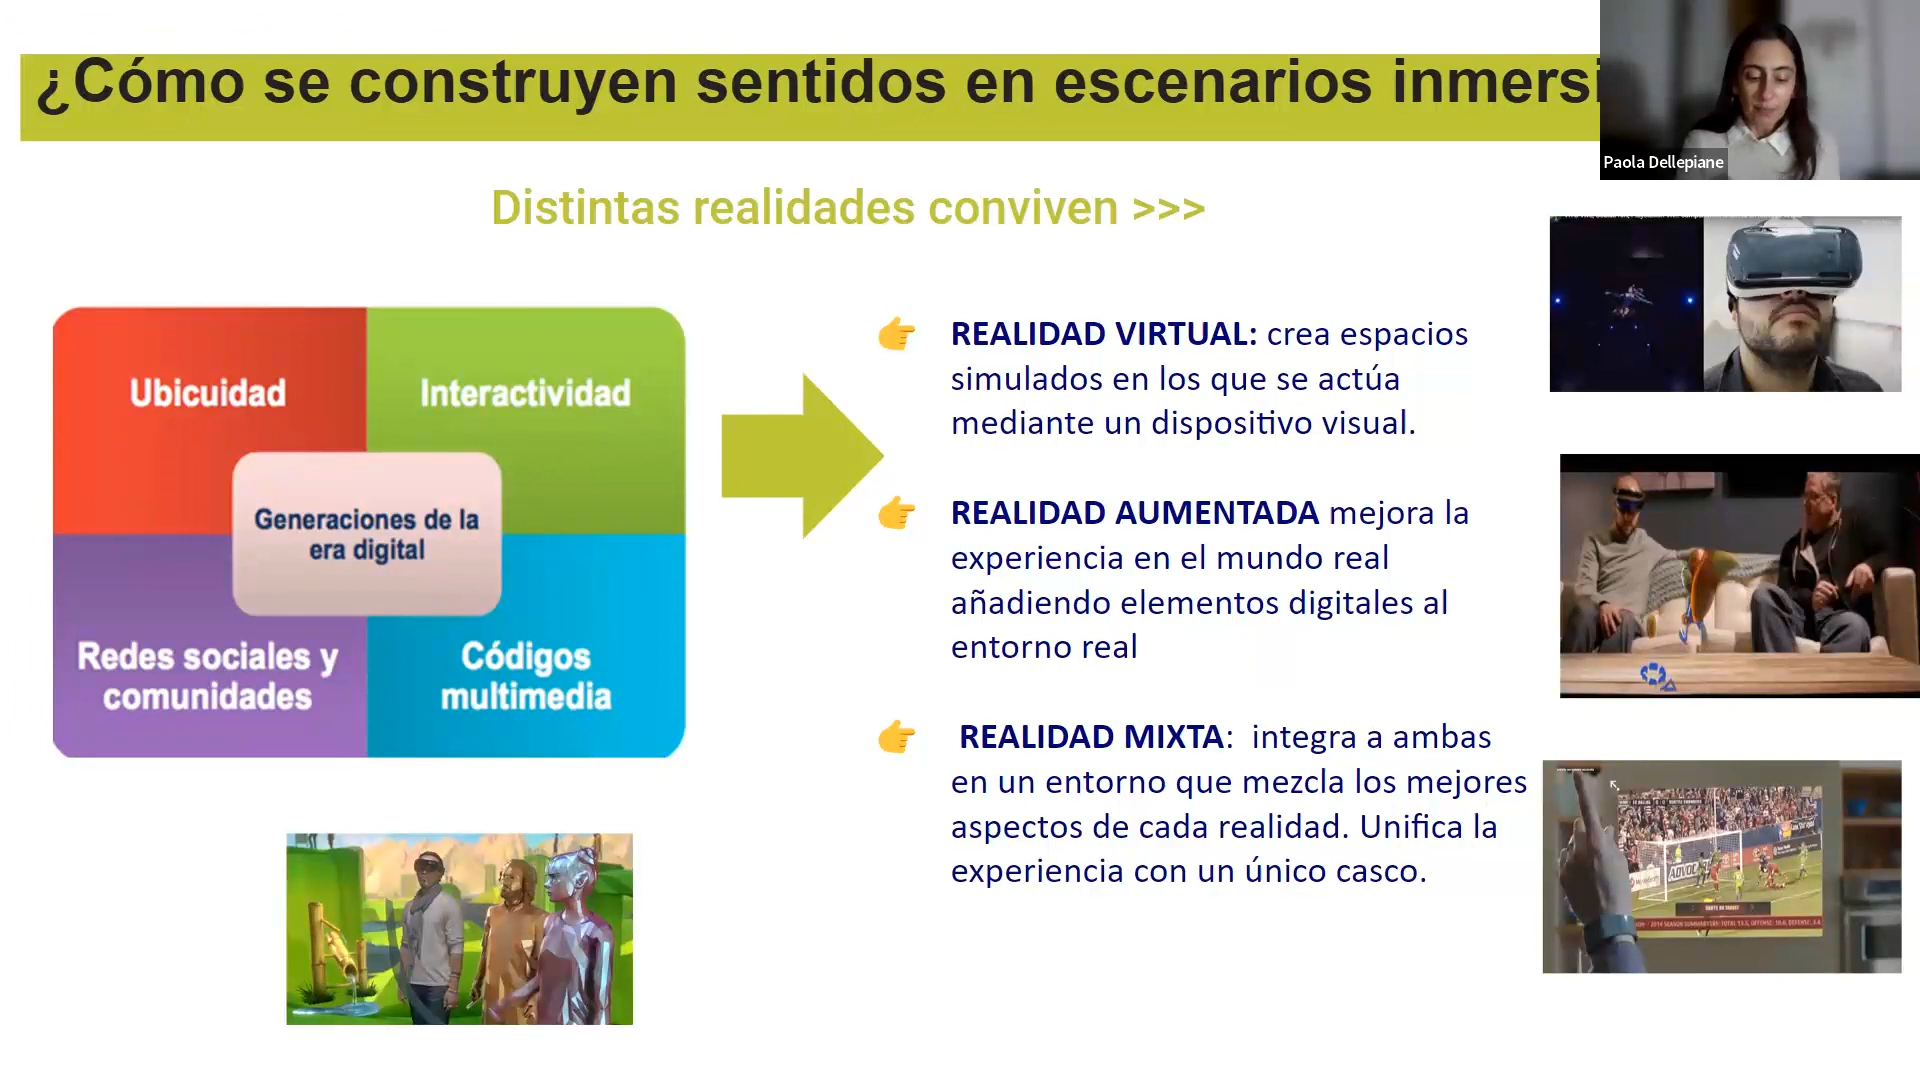 ¿Cómo se construyen sentidos en escenarios inmersi
Paola Dellepiane
Distintas realidades conviven >>>
Ubicuidad
Interactividad
Generaciones de la
era digital
Redes sociales y
comunidades
Códigos
multimedia
REALIDAD VIRTUAL: crea espacios
simulados en los que se actúa
mediante un dispositivo visual.
REALIDAD AUMENTADA mejora la
experiencia en el mundo real
añadiendo elementos digitales al
entorno real
REALIDAD MIXTA: integra a ambas
en un entorno que mezcla los mejores
aspectos de cada realidad. Unifica la
experiencia con un único casco.
ADVOC